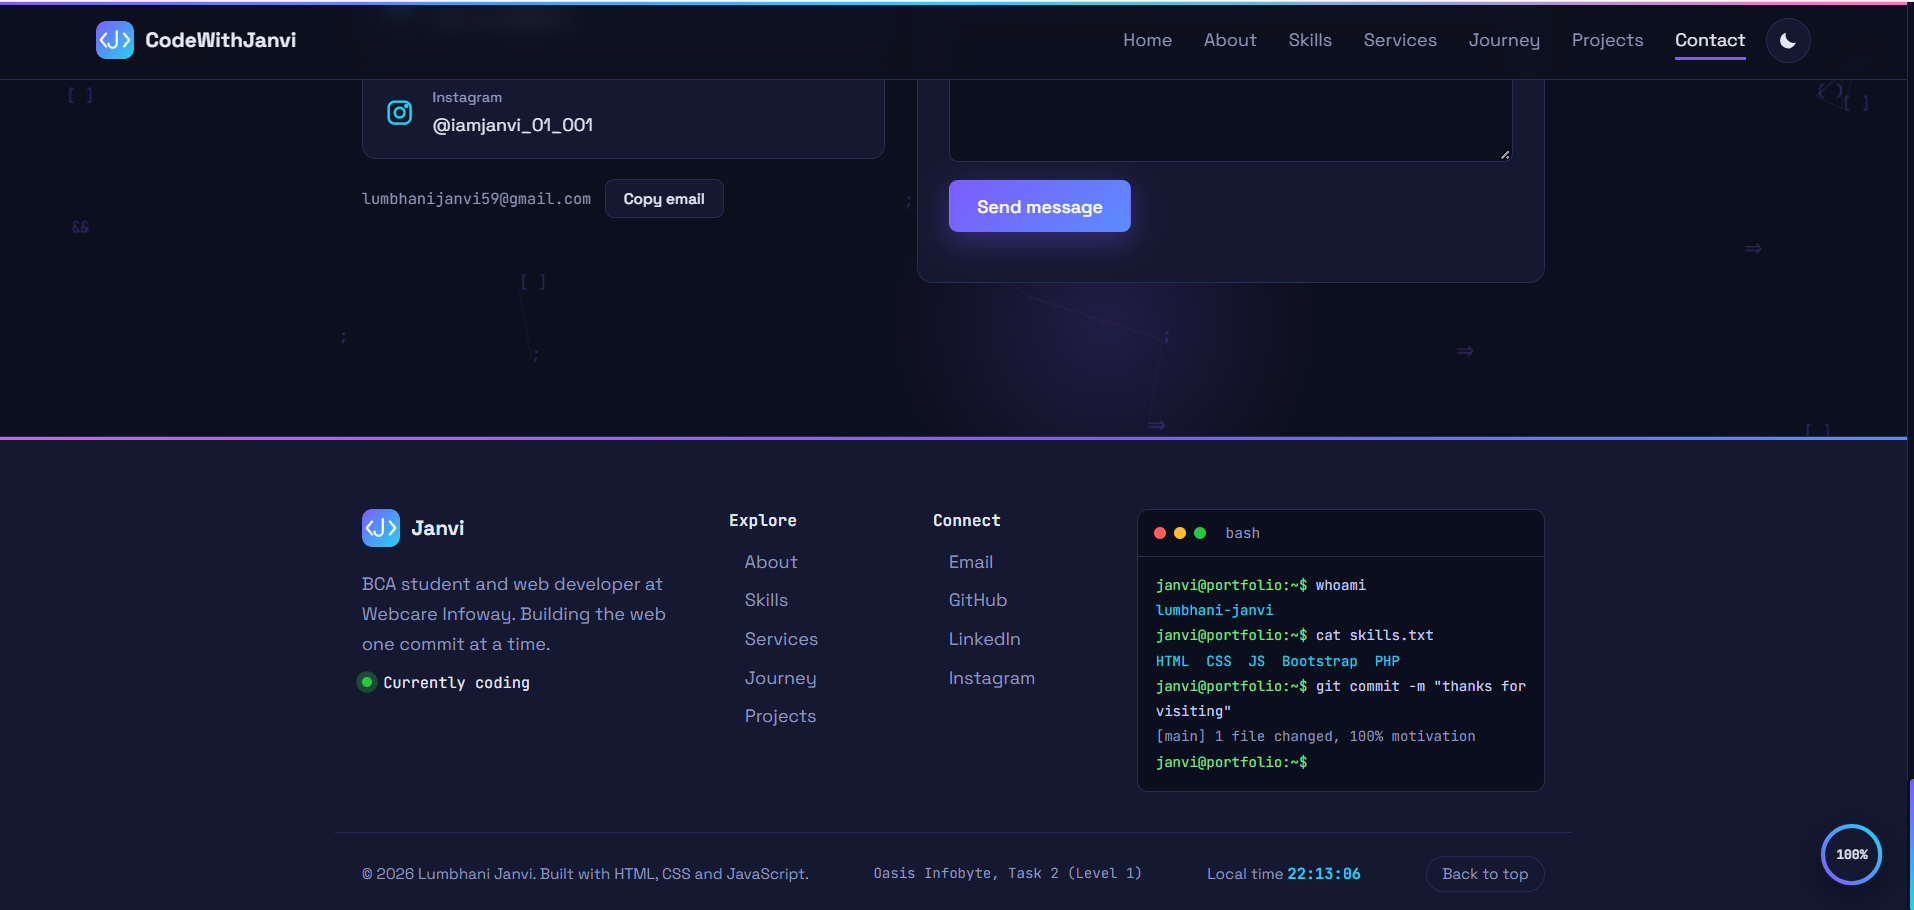 CodeWithJanvi
Home About Skills Services Journey Projects Contact
Instagram
@iamjanvi_01_001
lumbhanijanvi59@gmail.com Copy email
Send message
[ ]
&&
[ ]
;
;
;
;
( )
[ ]
⇒
⇒
⇒
[ ]
Janvi
BCA student and web developer at
Webcare Infoway. Building the web
one commit at a time.
Currently coding
Explore
About
Skills
Services
Journey
Projects
Connect
Email
GitHub
LinkedIn
Instagram
bash
janvi@portfolio:~$ whoami
lumbhani-janvi
janvi@portfolio:~$ cat skills.txt
HTML CSS JS Bootstrap PHP
janvi@portfolio:~$ git commit -m "thanks for
visiting"
[main] 1 file changed, 100% motivation
janvi@portfolio:~$
100%
© 2026 Lumbhani Janvi. Built with HTML, CSS and JavaScript. Oasis Infobyte, Task 2 (Level 1) Local time 22:13:06 Back to top